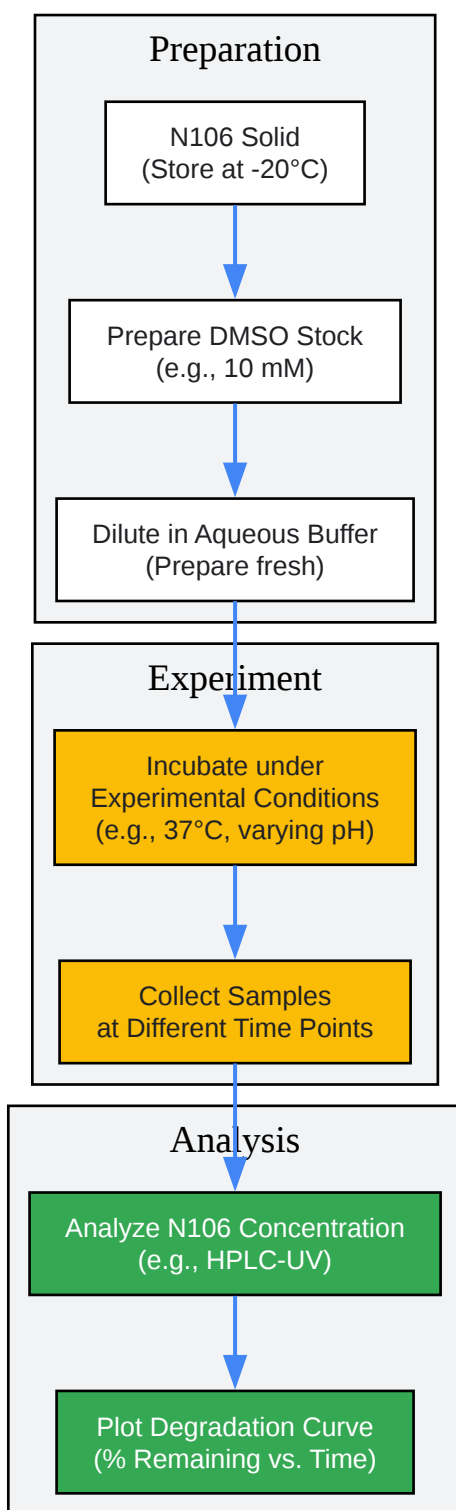 Preparation
N106 Solid
(Store at -20°C)
Prepare DMSO Stock
(e.g., 10 mM)
Dilute in Aqueous Buffer
(Prepare fresh)
Experiment
Incubate under
Experimental Conditions
(e.g., 37°C, varying pH)
Collect Samples
at Different Time Points
Analysis
Analyze N106 Concentration
(e.g., HPLC-UV)
Plot Degradation Curve
(% Remaining vs. Time)